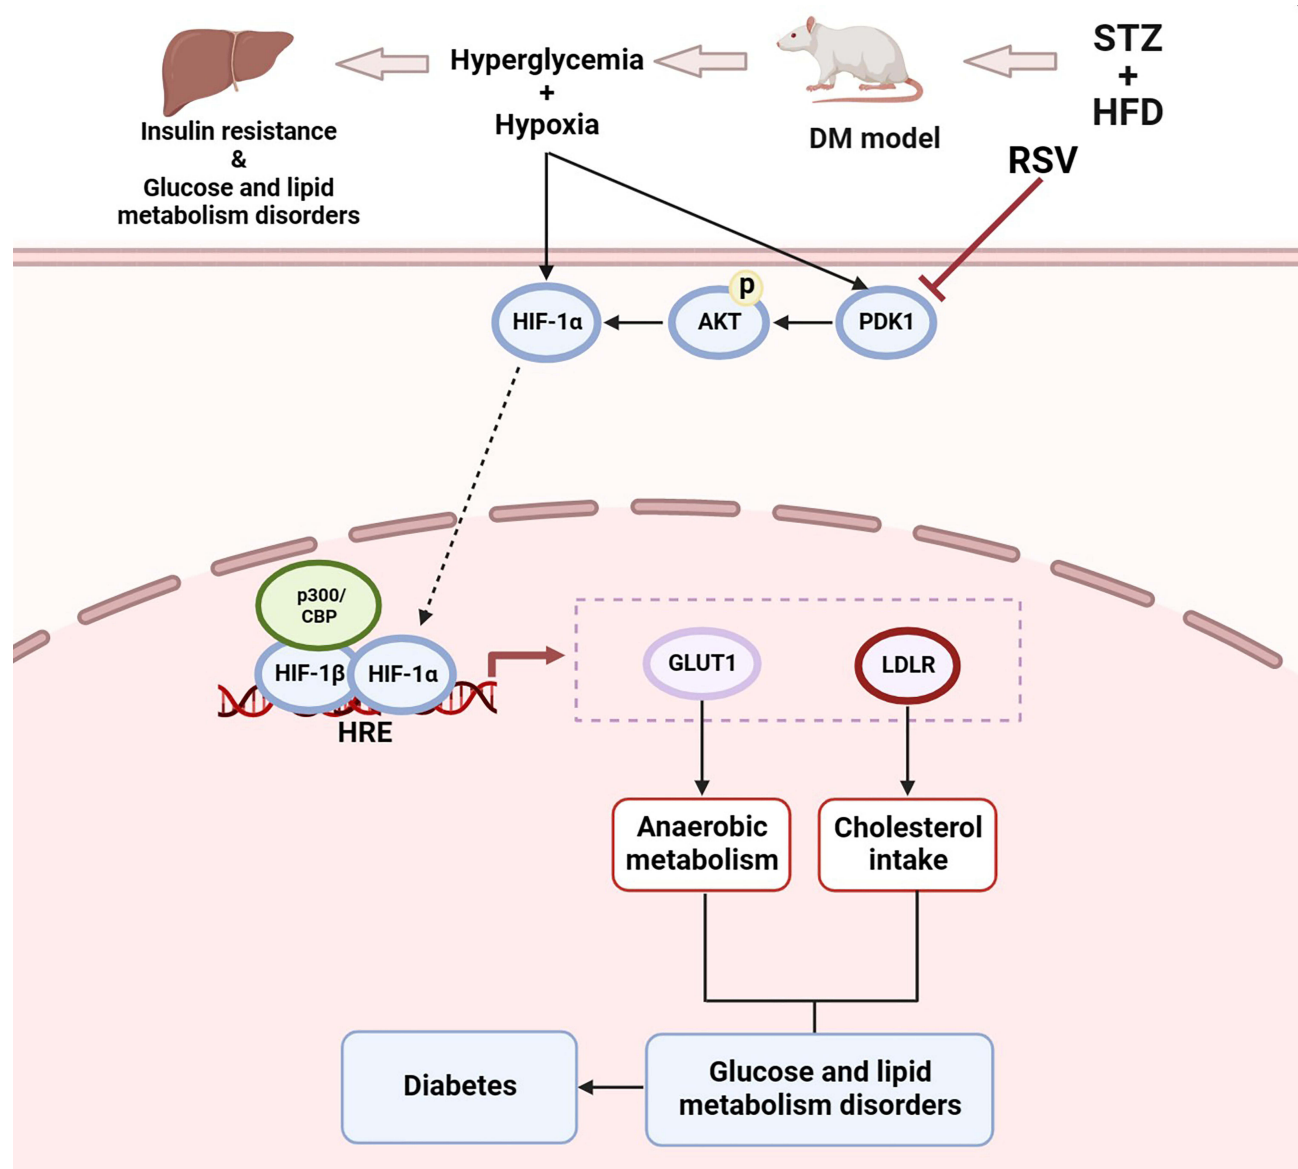 STZ
+
HFD
RSV
DM model
Hyperglycemia
+
Hypoxia
Insulin resistance
&
Glucose and lipid
metabolism disorders
HIF-1α
p
AKT
PDK1
p300/
CBP
HIF-1β
HIF-1α
HRE
GLUT1
LDLR
Anaerobic
metabolism
Cholesterol
intake
Glucose and lipid
metabolism disorders
Diabetes